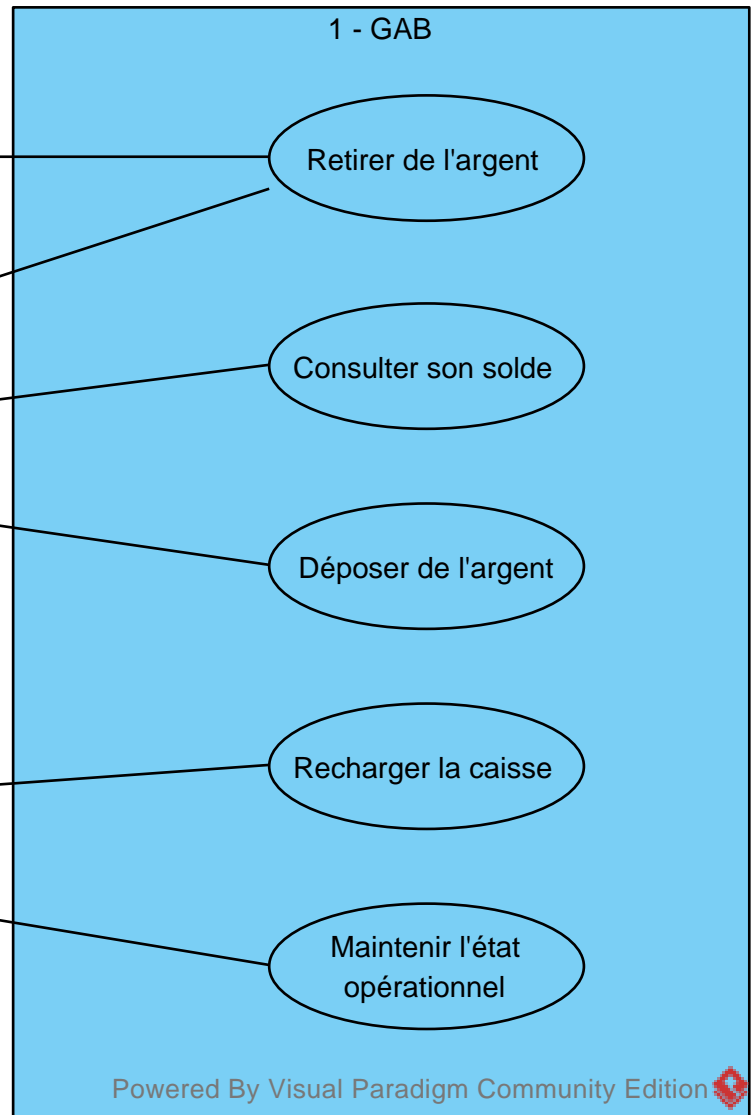 1 - GAB
Retirer de l'argent
Consulter son solde
Déposer de l'argent
Recharger la caisse
Maintenir l'état
opérationnel
Powered By Visual Paradigm Community Edition